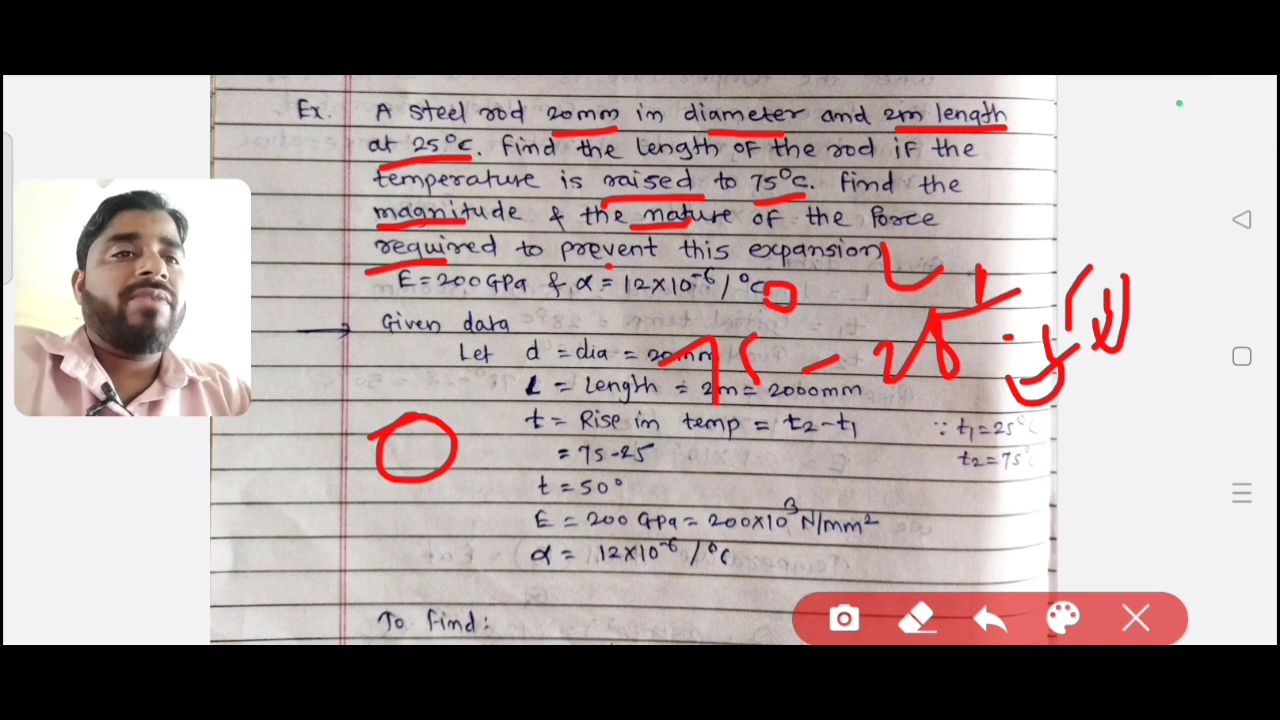 Ex. A steel rod 20mm in diameter and 2m length
at 25°c. Find the length of the rod if the
temperature is raised to 75°c. Find the
magnitude & the nature of the force
required to prevent this expansion
E = 200 GPa & α = 12×10⁻⁶ / °C
→ Given data
Let d = dia = 20mm
L = Length = 2m = 2000mm
t = Rise in temp = t2 - t1 ∵ t1 = 25°C
= 75-25 t2 = 75°C
t = 50°
E = 200 GPa = 200×10³ N/mm²
α = 12×10⁻⁶ / °C
To find:
75 - 25